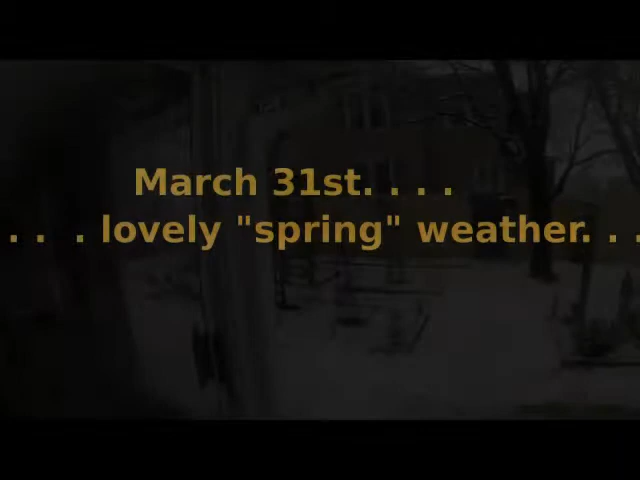 March 31st. . . .
. .  . lovely "spring" weather. . .